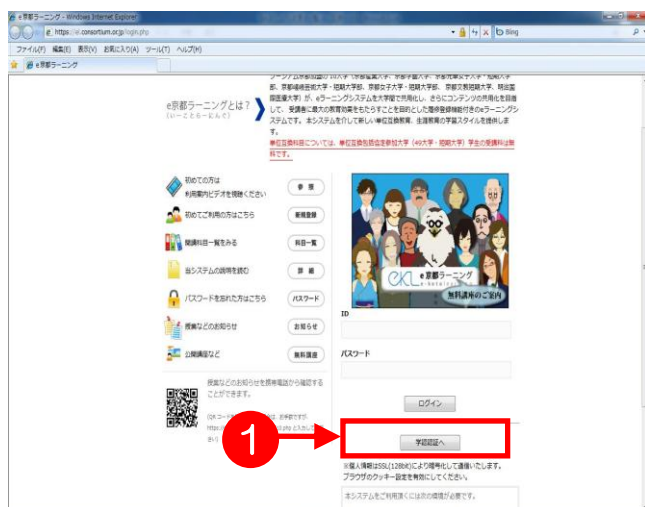 e京都ラーニング - Windows Internet Explorer
ファイル(F) 編集(E) 表示(V) お気に入り(A) ツール(T) ヘルプ(H)
e京都ラーニング
Bing
e京都ラーニングとは？
(いーこと らーにんぐ)
して、受講者に最大の教育効果をもたらすことを目的とした履修登録機能付きのeラーニングシ
ステムです。本システムを介して新しい単位互換教育、生涯教育の学習スタイルを提供しま
す。
単位互換科目については、単位互換包括協定参加大学（49大学・短期大学）学生の受講料は無
料です。
初めての方は
利用案内ビデオを視聴ください
参照
初めてご利用の方はこちら
新規登録
開講科目一覧をみる
科目一覧
当システムの説明を読む
詳細
パスワードを忘れた方はこちら
パスワード
授業などのお知らせ
お知らせ
公開講座など
無料講座
授業などのお知らせを携帯電話から確認する
ことができます。
e京都ラーニング
無料講座のご案内
ID
パスワード
ログイン
1
学認認証へ
※個人情報はSSL(128bit)により暗号化して通信いたします。
ブラウザのクッキー設定を有効にしてください。
本システムをご利用頂くには次の環境が必要です。